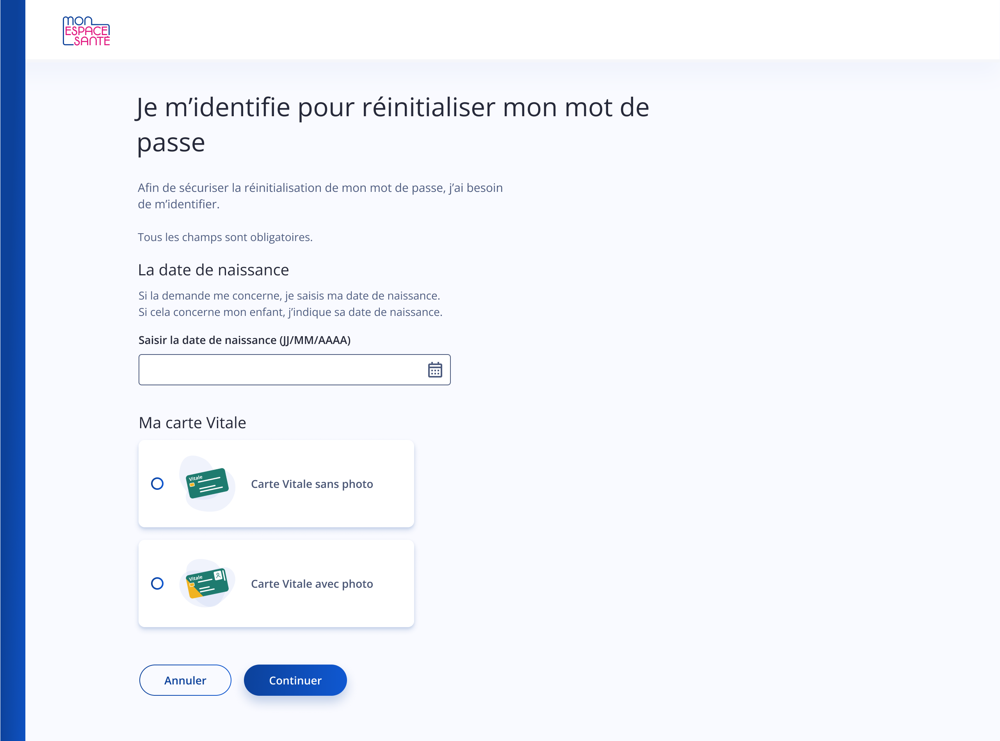 mon
ESPACE
SANTÉ
Je m’identifie pour réinitialiser mon mot de
passe
Afin de sécuriser la réinitialisation de mon mot de passe, j’ai besoin
de m’identifier.
Tous les champs sont obligatoires.
La date de naissance
Si la demande me concerne, je saisis ma date de naissance.
Si cela concerne mon enfant, j’indique sa date de naissance.
Saisir la date de naissance (JJ/MM/AAAA)
Ma carte Vitale
Vitale
Carte Vitale sans photo
Vitale
Carte Vitale avec photo
Annuler
Continuer